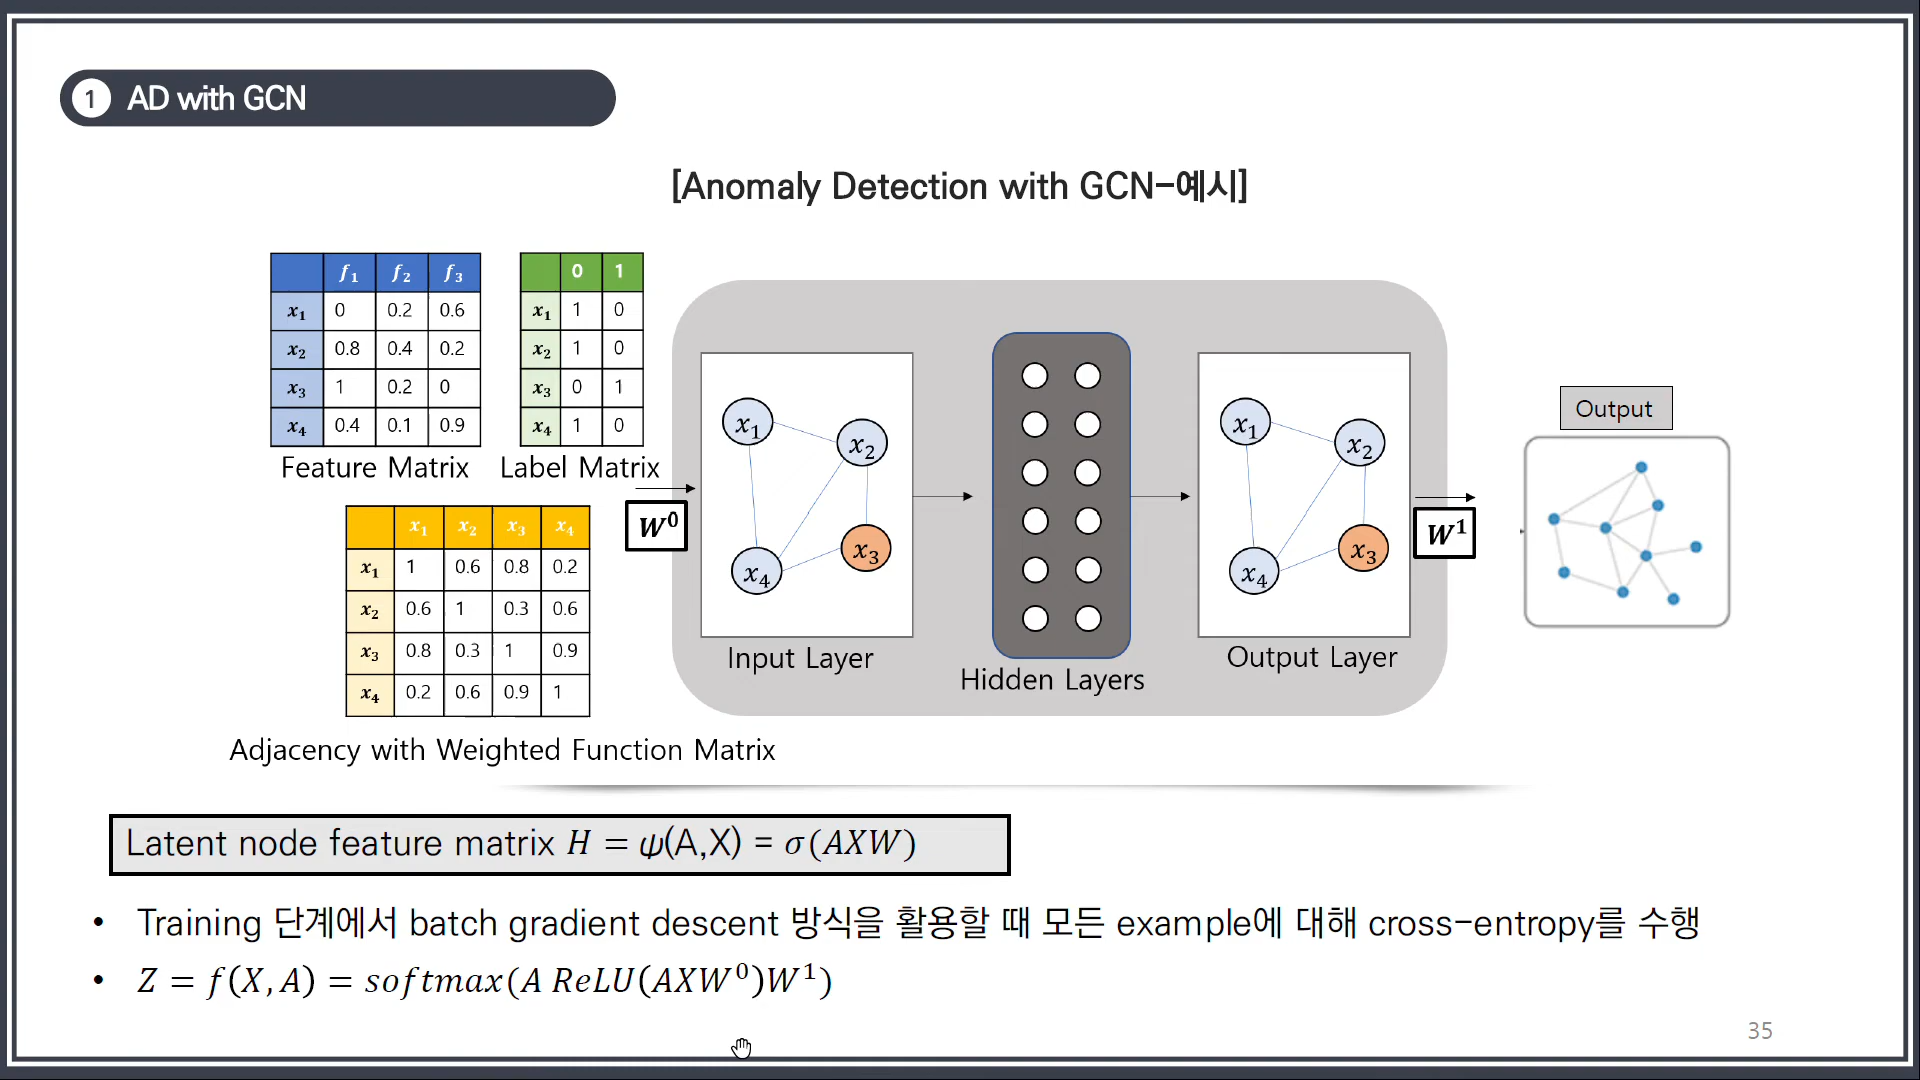 1 AD with GCN
[Anomaly Detection with GCN-예시]
f1 f2 f3
x1 0 0.2 0.6
x2 0.8 0.4 0.2
x3 1 0.2 0
x4 0.4 0.1 0.9
Feature Matrix
0 1
x1 1 0
x2 1 0
x3 0 1
x4 1 0
Label Matrix
x1 x2 x3 x4
x1 1 0.6 0.8 0.2
x2 0.6 1 0.3 0.6
x3 0.8 0.3 1 0.9
x4 0.2 0.6 0.9 1
Adjacency with Weighted Function Matrix
W⁰
x1
x2
x3
x4
Input Layer
Hidden Layers
x1
x2
x3
x4
Output Layer
W¹
Output
Latent node feature matrix H = ψ(A,X) = σ(AXW)
• Training 단계에서 batch gradient descent 방식을 활용할 때 모든 example에 대해 cross-entropy를 수행
• Z = f(X, A) = softmax(A ReLU(AXW⁰)W¹)
35